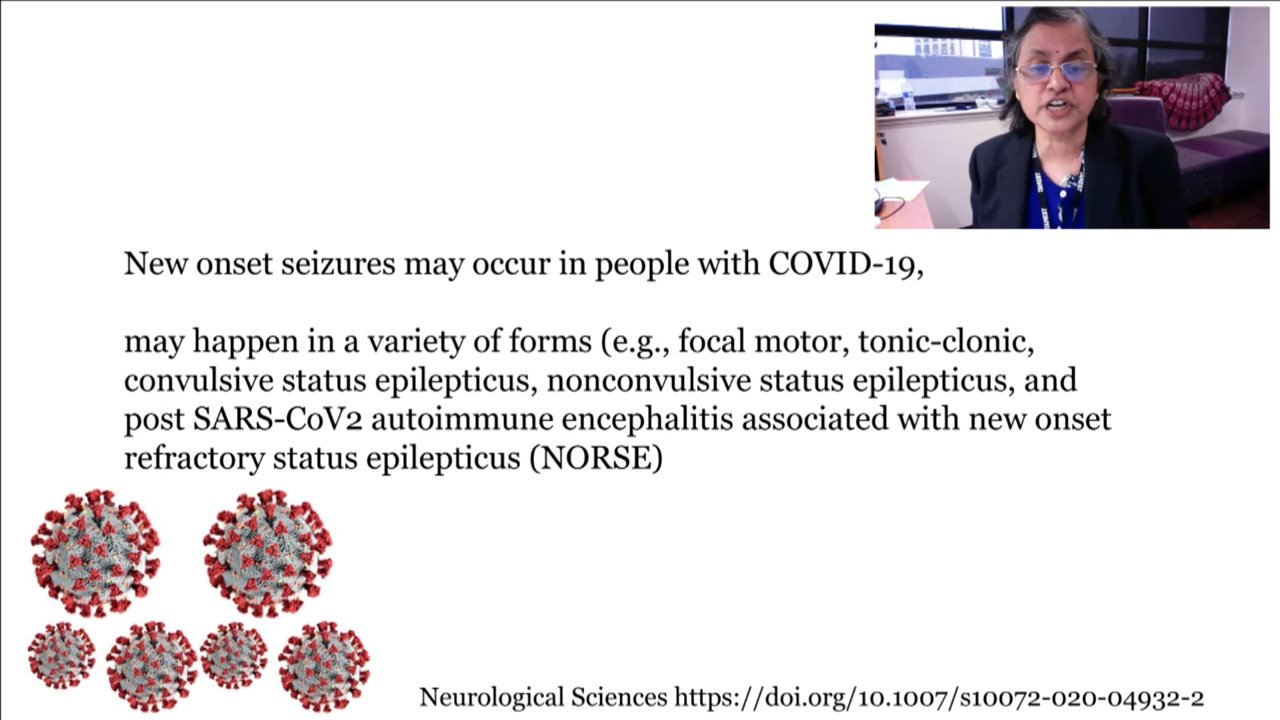 New onset seizures may occur in people with COVID-19,
may happen in a variety of forms (e.g., focal motor, tonic-clonic,
convulsive status epilepticus, nonconvulsive status epilepticus, and
post SARS-CoV2 autoimmune encephalitis associated with new onset
refractory status epilepticus (NORSE)
Neurological Sciences https://doi.org/10.1007/s10072-020-04932-2